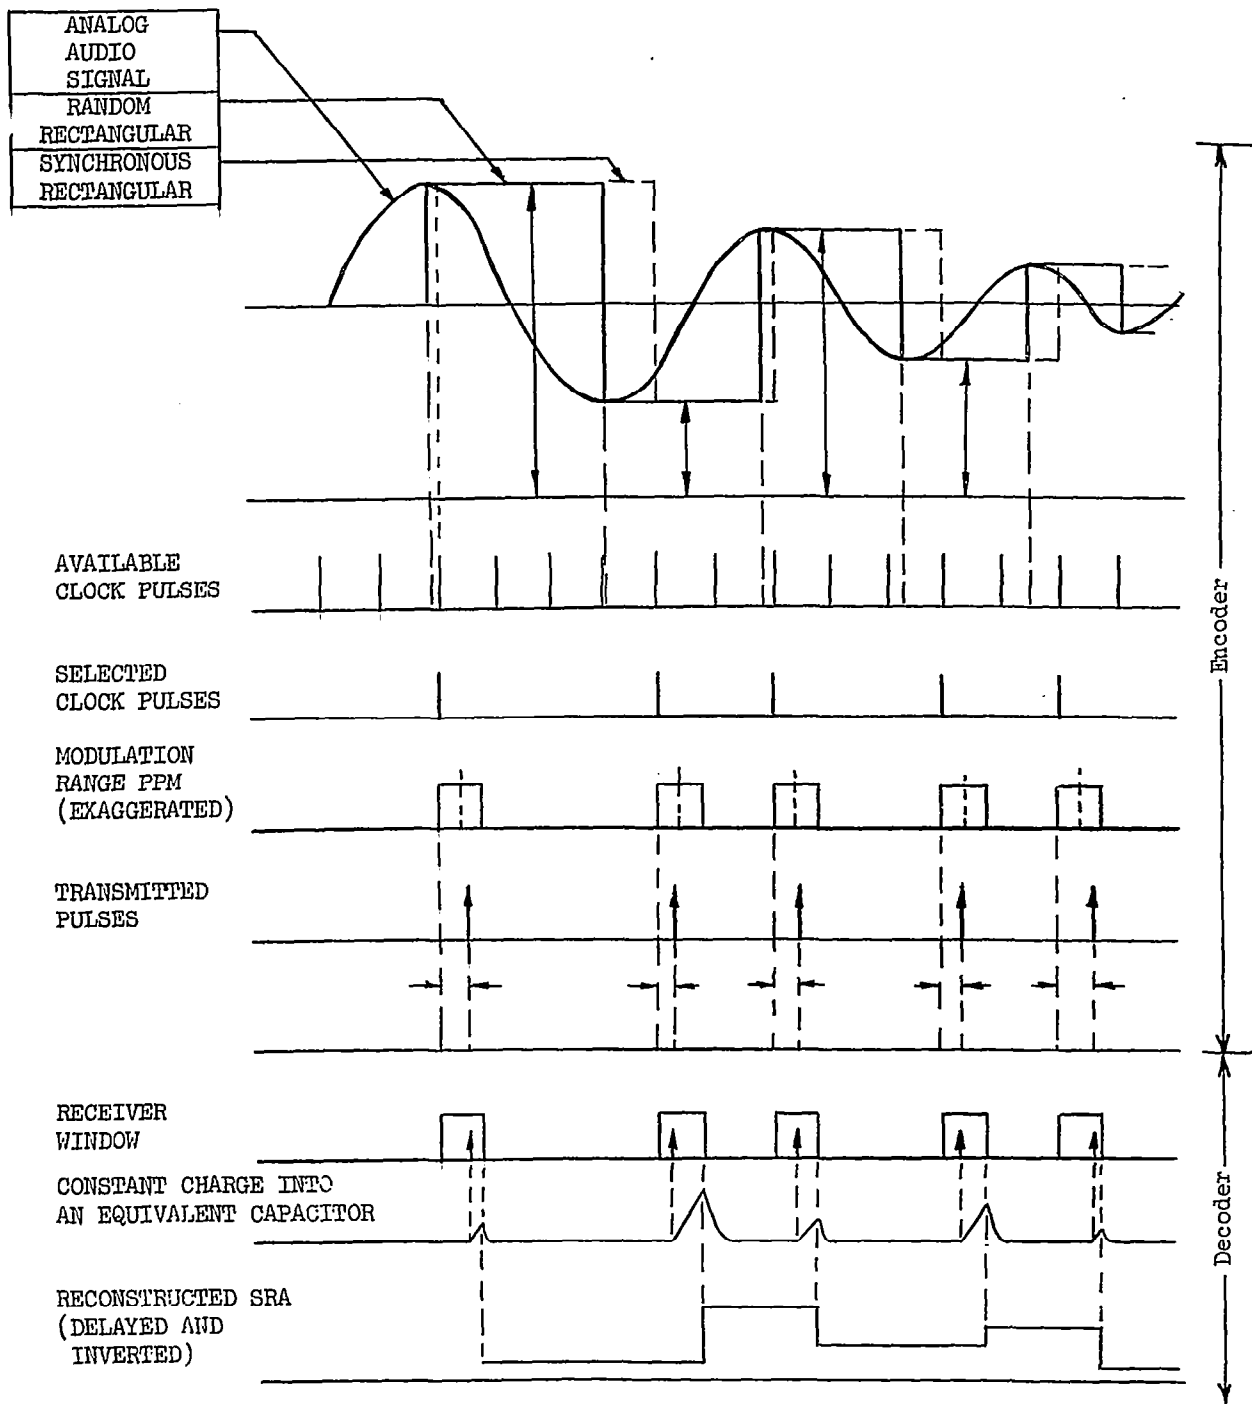 ANALOG
AUDIO
SIGNAL
RANDOM
RECTANGULAR
SYNCHRONOUS
RECTANGULAR
AVAILABLE
CLOCK PULSES
SELECTED
CLOCK PULSES
MODULATION
RANGE PPM
(EXAGGERATED)
TRANSMITTED
PULSES
Encoder
RECEIVER
WINDOW
CONSTANT CHARGE INTO
AN EQUIVALENT CAPACITOR
RECONSTRUCTED SRA
(DELAYED AND
INVERTED)
Decoder